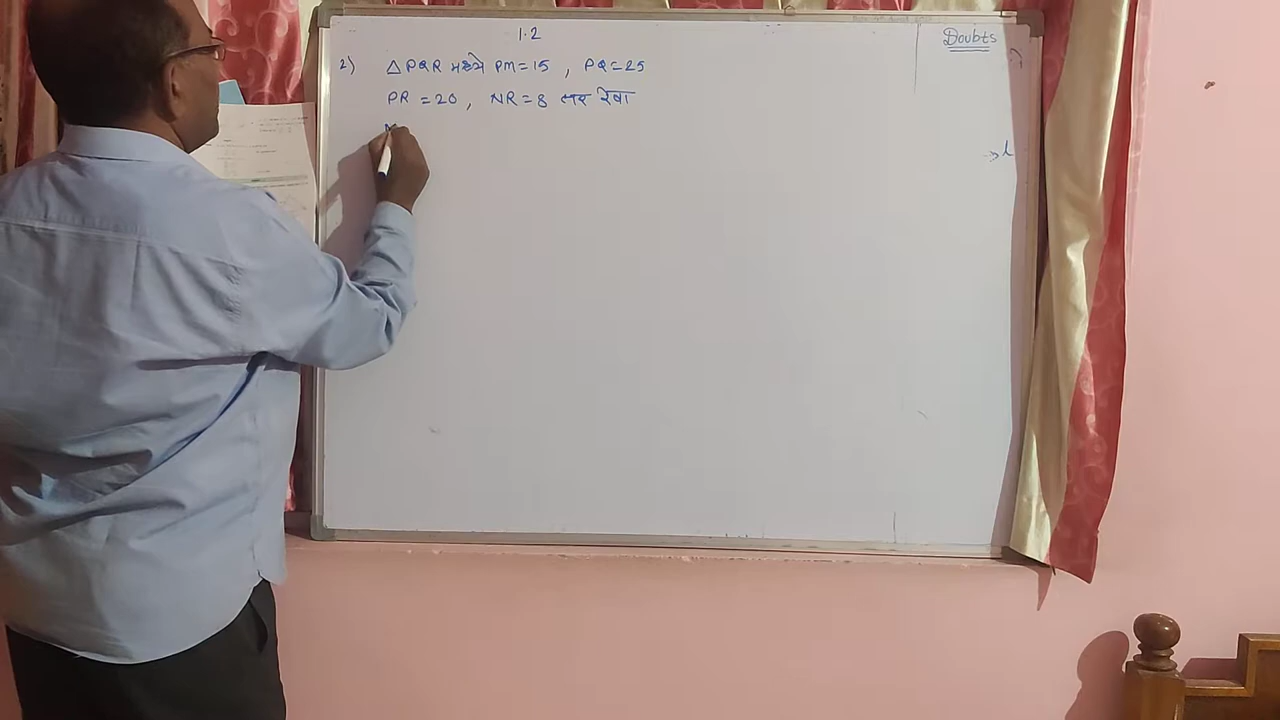 1.2
Doubts
2) △PQR मध्ये PM=15, PQ=25
PR=20, NR=8 तर रेषा